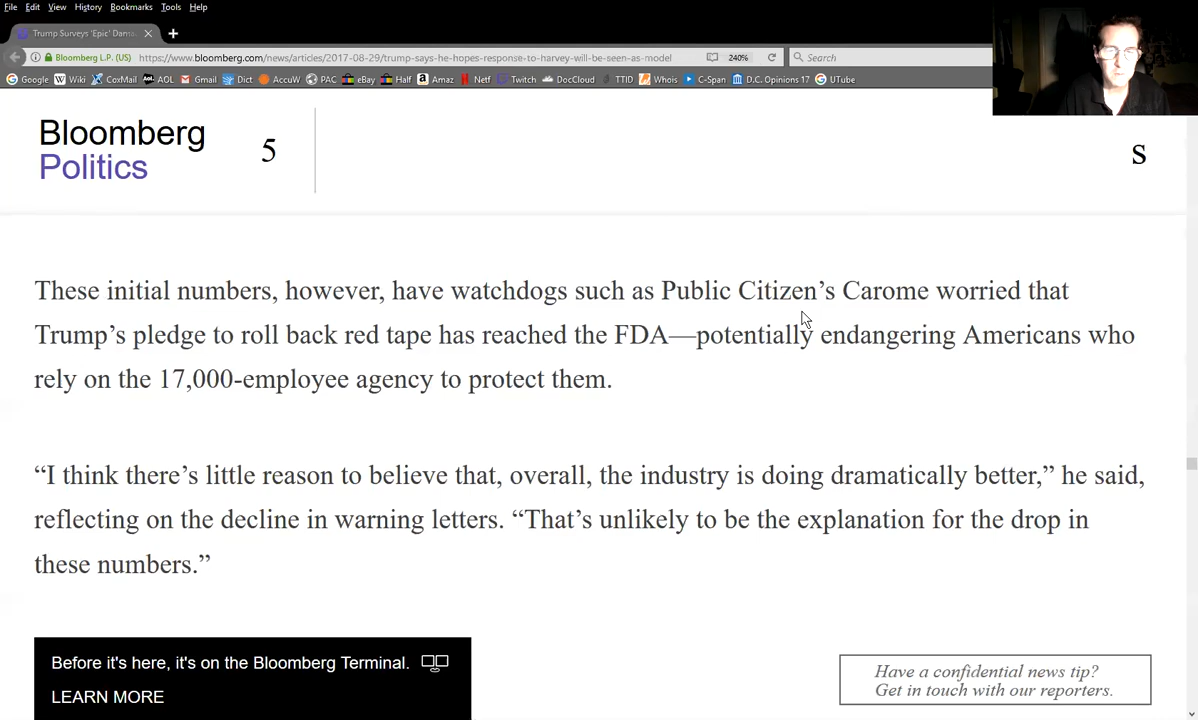 File Edit View History Bookmarks Tools Help
Trump Surveys 'Epic' Dama
Bloomberg L.P. (US) https://www.bloomberg.com/news/articles/2017-08-29/trump-says-he-hopes-response-to-harvey-will-be-seen-as-model 240% Search
Google Wiki CoxMail AOL Gmail Dict AccuW PAC eBay Half Amaz Netf Twitch DocCloud TTID Whois C-Span D.C. Opinions 17 UTube
Bloomberg
Politics
5
S
These initial numbers, however, have watchdogs such as Public Citizen’s Carome worried that
Trump’s pledge to roll back red tape has reached the FDA—potentially endangering Americans who
rely on the 17,000-employee agency to protect them.
“I think there’s little reason to believe that, overall, the industry is doing dramatically better,” he said,
reflecting on the decline in warning letters. “That’s unlikely to be the explanation for the drop in
these numbers.”
Before it's here, it's on the Bloomberg Terminal.
LEARN MORE
Have a confidential news tip?
Get in touch with our reporters.